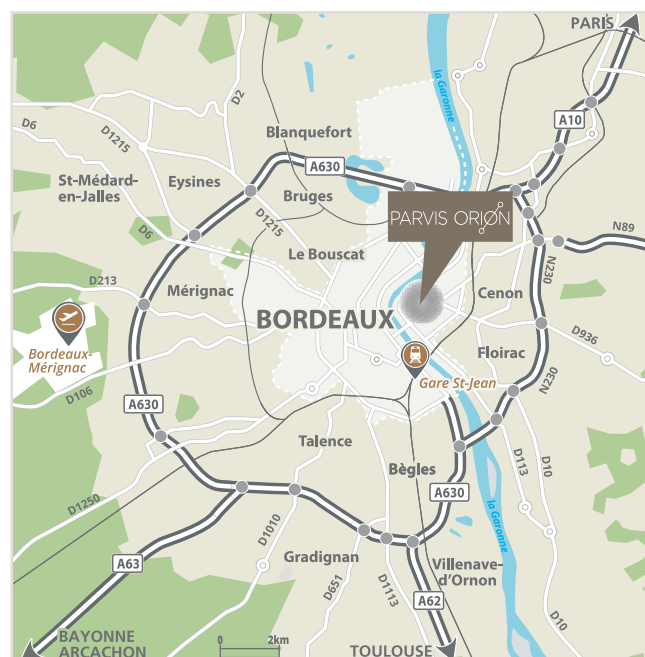 PARIS
la Garonne
D2
A10
D6
D1215
Blanquefort
A630
St-Médard-
en-Jalles
Eysines
Bruges
D1215
PARVIS ORION
N89
D6
Le Bouscat
N230
D213
Mérignac
Cenon
BORDEAUX
D936
Bordeaux-
Mérignac
Floirac
Gare St-Jean
N230
D106
A630
Talence
D113
D10
Bègles
A630
D1250
la Garonne
D1010
Gradignan
A63
D651
D1113
Villenave-
d'Ornon
A62
D10
BAYONNE
ARCACHON
0 2km
TOULOUSE